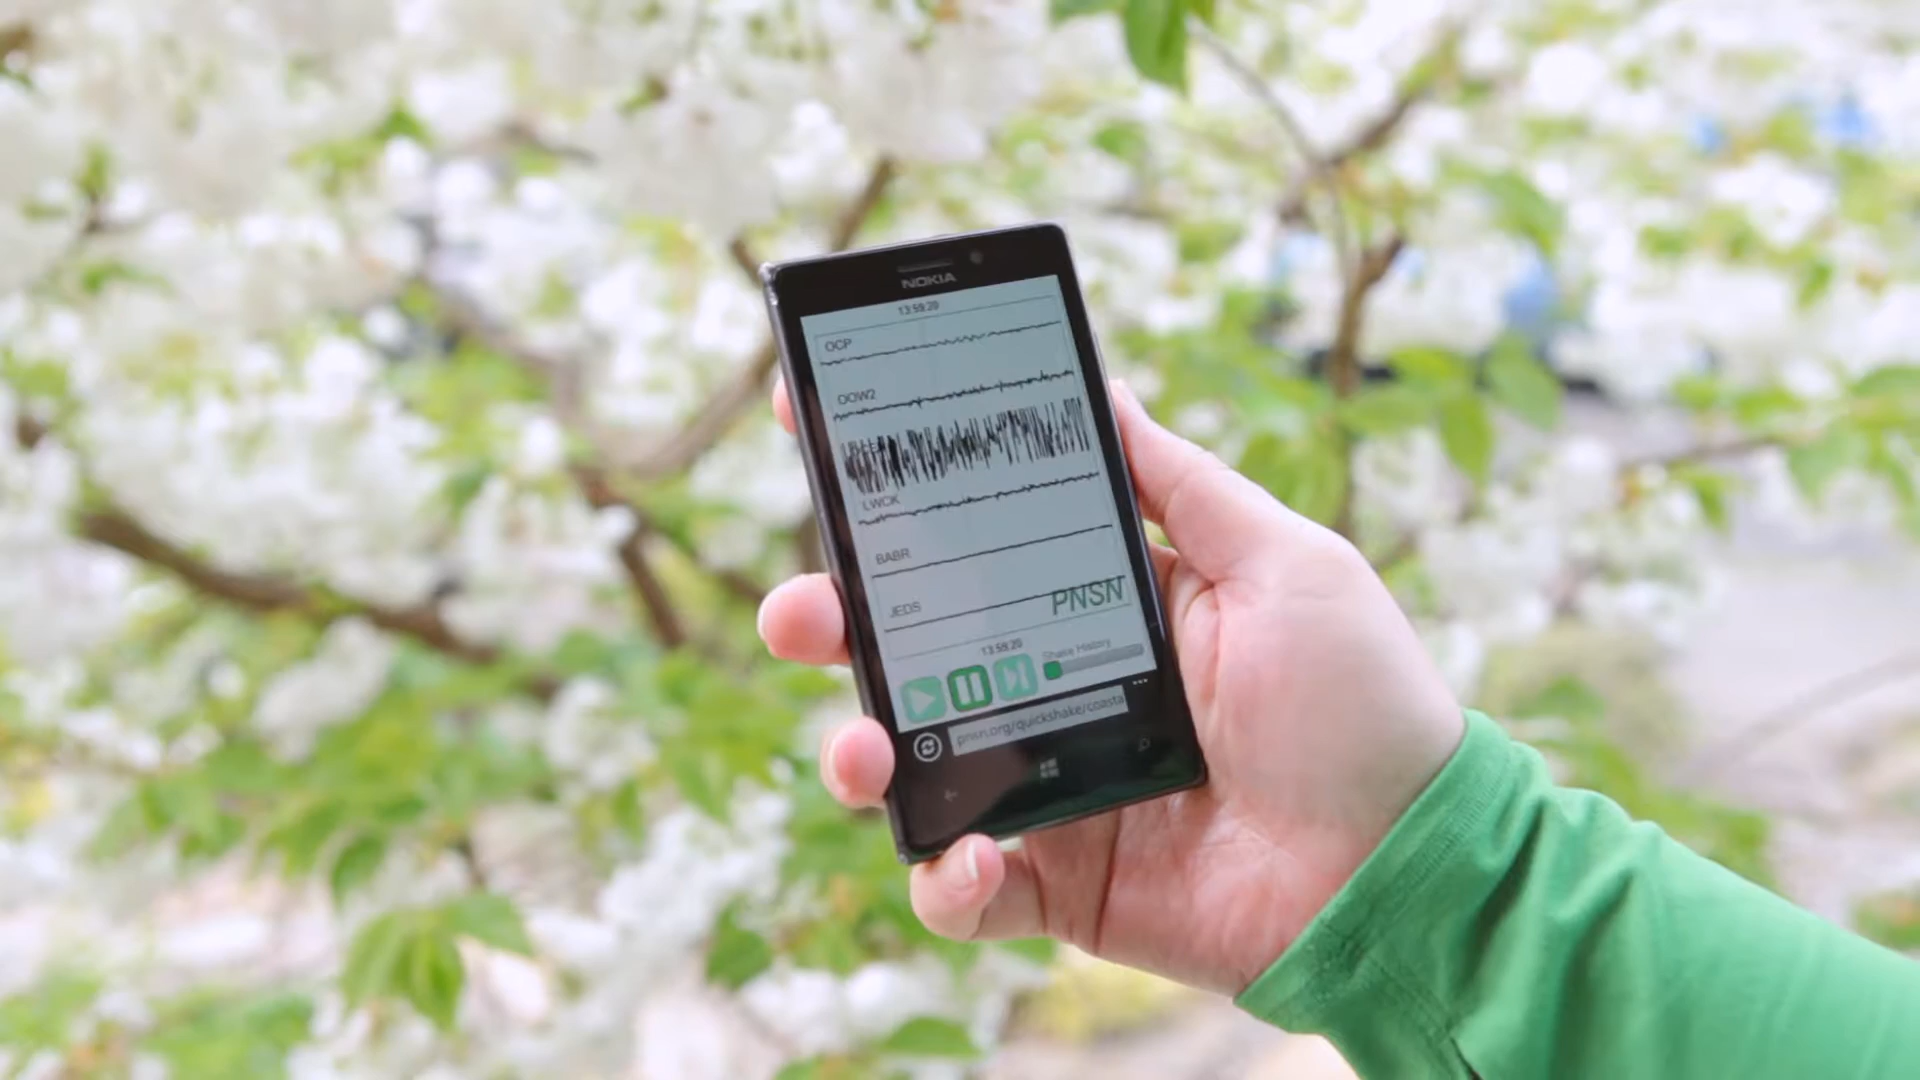 NOKIA
13:59:20
OCP
OOW2
LWCK
BABR
JEDS
PNSN
13:59:20
Shake History
pnsn.org/quickshake/coasta